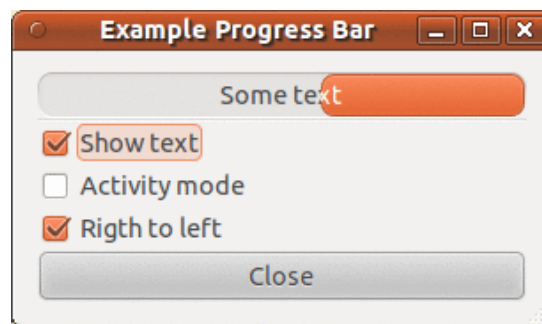 Example Progress Bar
Some text
Show text
Activity mode
Rigth to left
Close